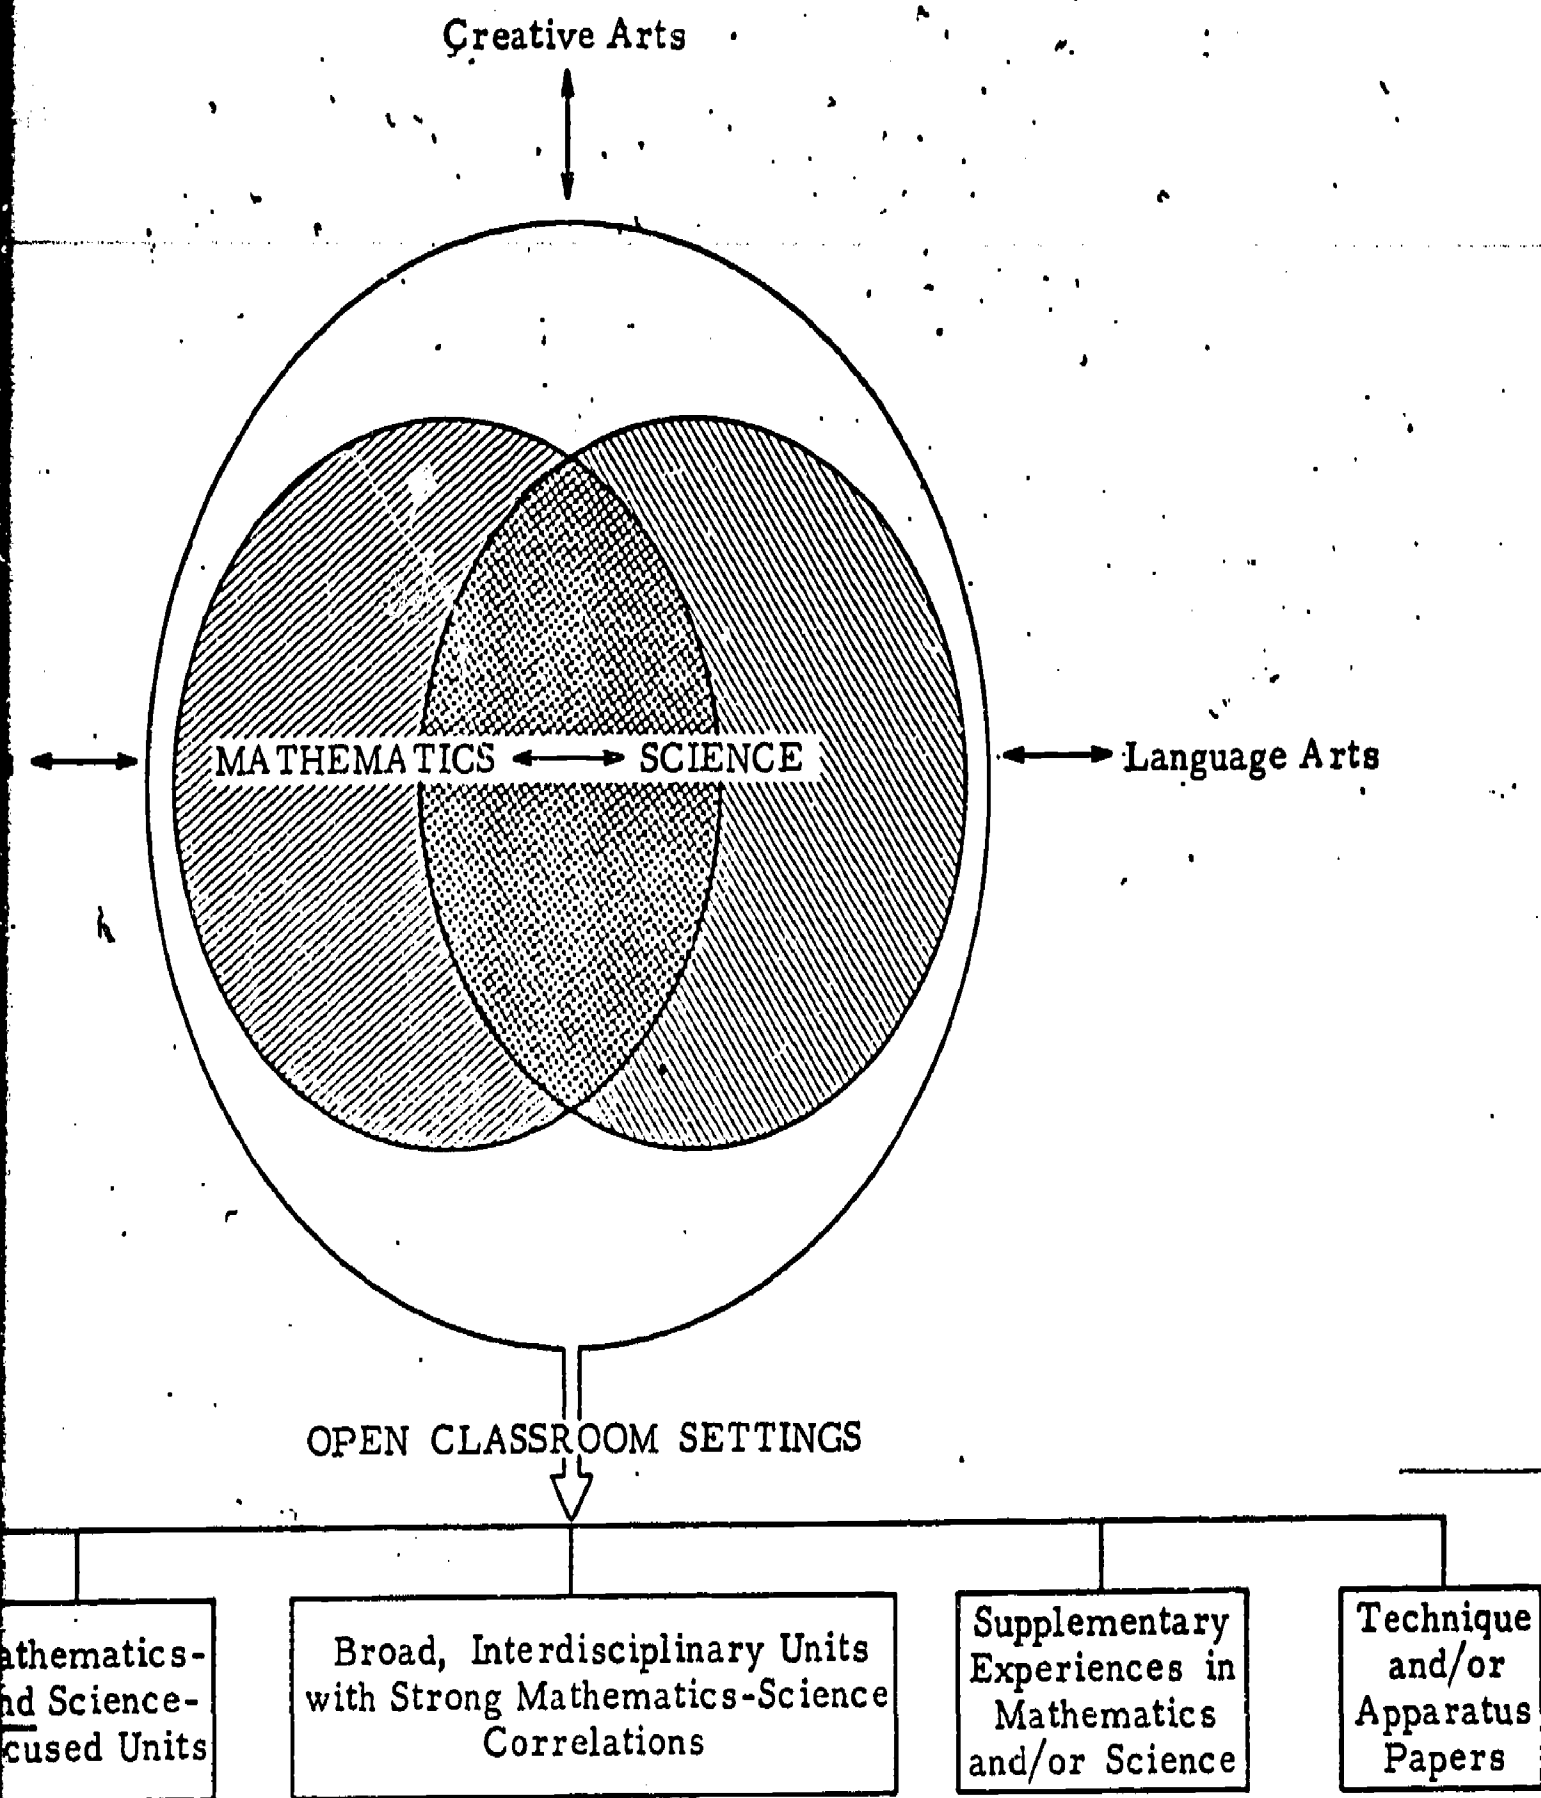 Creative Arts
MATHEMATICS SCIENCE
Language Arts
OPEN CLASSROOM SETTINGS
athematics-
nd Science-
cused Units
Broad, Interdisciplinary Units
with Strong Mathematics-Science
Correlations
Supplementary
Experiences in
Mathematics
and/or Science
Technique
and/or
Apparatus
Papers